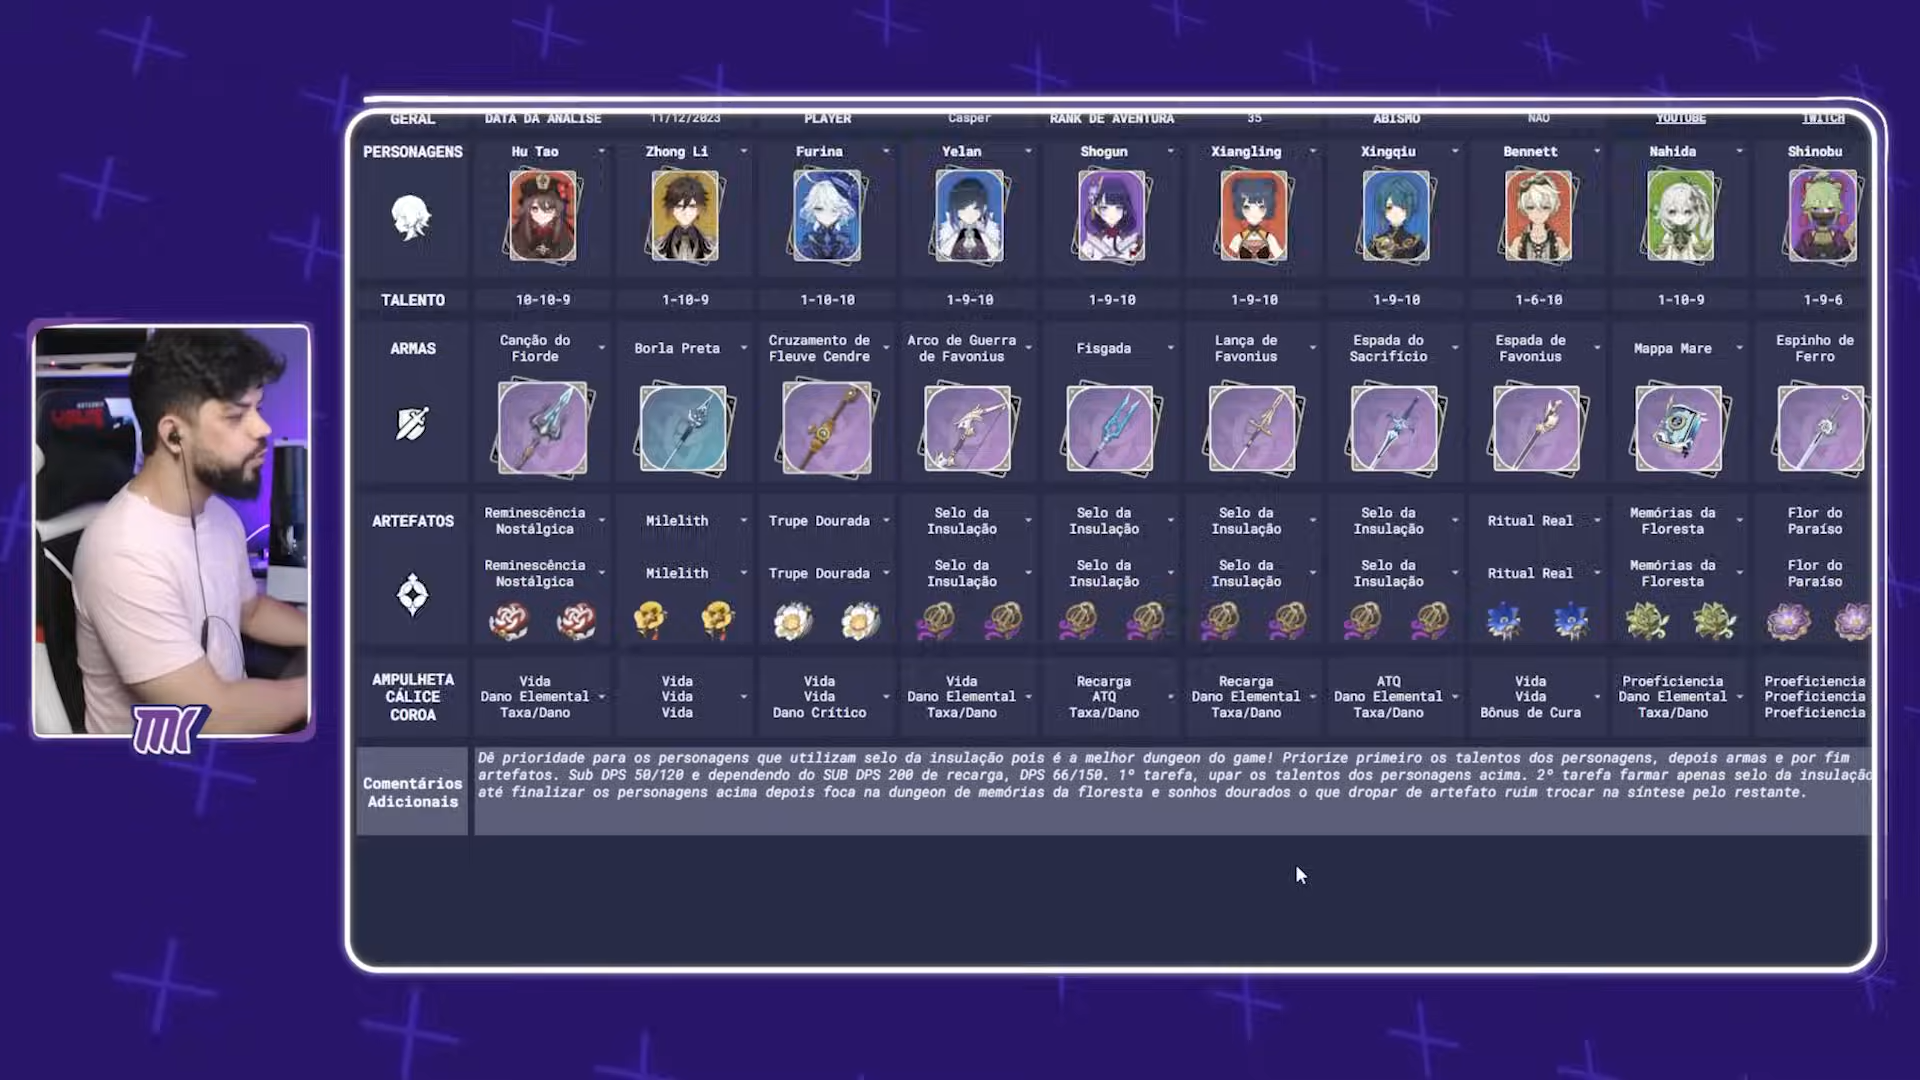 GERAL DATA DA ANALISE 11/12/2023 PLAYER Casper RANK DE AVENTURA 35 ABISMO NAO YOUTUBE TWITCH
PERSONAGENS Hu Tao Zhong Li Furina Yelan Shogun Xiangling Xingqiu Bennett Nahida Shinobu
TALENTO 10-10-9 1-10-9 1-10-10 1-9-10 1-9-10 1-9-10 1-9-10 1-6-10 1-10-9 1-9-6
ARMAS
Canção do Fiorde
Borla Preta
Cruzamento de Fleuve Cendre
Arco de Guerra de Favonius
Fisgada
Lança de Favonius
Espada do Sacrifício
Espada de Favonius
Mappa Mare
Espinho de Ferro
ARTEFATOS
Reminescência Nostálgica
Milelith
Trupe Dourada
Selo da Insulação
Selo da Insulação
Selo da Insulação
Selo da Insulação
Ritual Real
Memórias da Floresta
Flor do Paraíso
Reminescência Nostálgica
Milelith
Trupe Dourada
Selo da Insulação
Selo da Insulação
Selo da Insulação
Selo da Insulação
Ritual Real
Memórias da Floresta
Flor do Paraíso
AMPULHETA Vida Vida Vida Vida Recarga Recarga ATQ Vida Proeficiencia Proeficiencia
CÁLICE Dano Elemental Vida Vida Dano Elemental ATQ Dano Elemental Dano Elemental Vida Dano Elemental Proeficiencia
COROA Taxa/Dano Vida Dano Crítico Taxa/Dano Taxa/Dano Taxa/Dano Taxa/Dano Bônus de Cura Taxa/Dano Proeficiencia
Comentários
Adicionais
Dê prioridade para os personagens que utilizam selo da insulação pois é a melhor dungeon do game! Priorize primeiro os talentos dos personagens, depois armas e por fim
artefatos. Sub DPS 50/120 e dependendo do SUB DPS 200 de recarga, DPS 66/150. 1º tarefa, upar os talentos dos personagens acima. 2º tarefa farmar apenas selo da insulação
até finalizar os personagens acima depois foca na dungeon de memórias da floresta e sonhos dourados o que dropar de artefato ruim trocar na síntese pelo restante.
MK